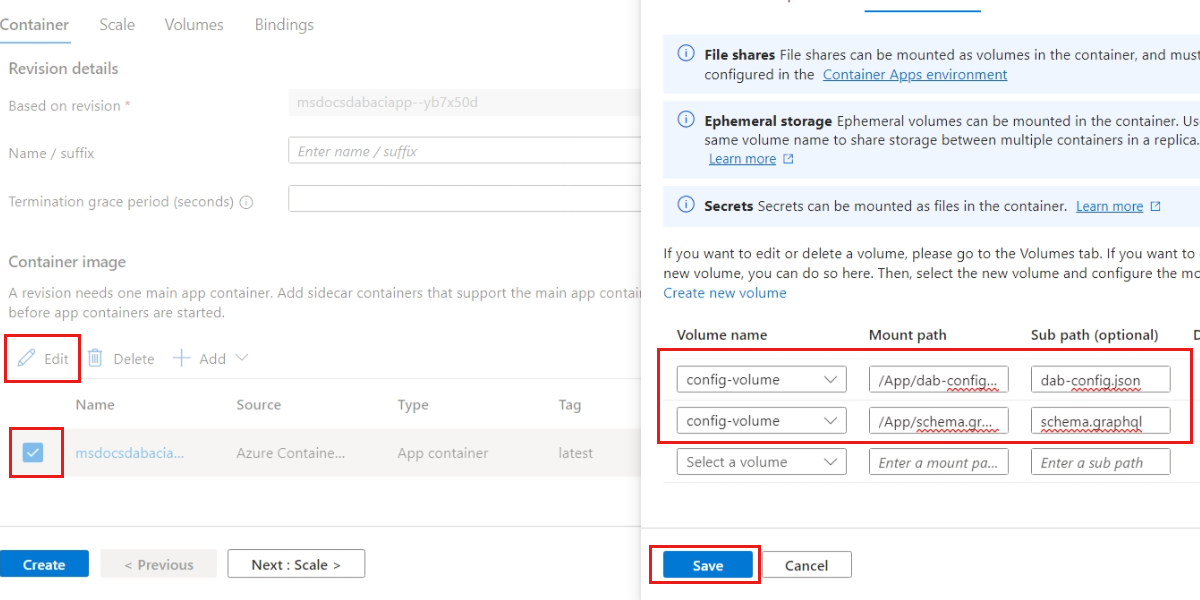 Container Scale Volumes Bindings
Revision details
Based on revision *
msdocsdabaciapp--yb7x50d
Name / suffix
Enter name / suffix
Termination grace period (seconds)
Container image
A revision needs one main app container. Add sidecar containers that support the main app contai
before app containers are started.
Edit Delete Add
Name Source Type Tag
msdocsdabacia... Azure Containe... App container latest
Create < Previous Next : Scale >
File shares File shares can be mounted as volumes in the container, and must
configured in the Container Apps environment
Ephemeral storage Ephemeral volumes can be mounted in the container. Use
same volume name to share storage between multiple containers in a replica.
Learn more
Secrets Secrets can be mounted as files in the container. Learn more
If you want to edit or delete a volume, please go to the Volumes tab. If you want to
new volume, you can do so here. Then, select the new volume and configure the mo
Create new volume
Volume name Mount path Sub path (optional)
config-volume /App/dab-config... dab-config.json
config-volume /App/schema.gr... schema.graphql
Select a volume Enter a mount pa... Enter a sub path
Save Cancel